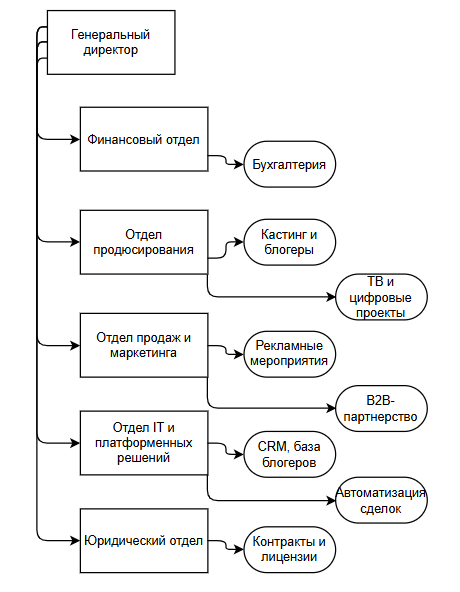 Генеральный
директор
Финансовый отдел
Бухгалтерия
Отдел
продюсирования
Кастинг и
блогеры
ТВ и
цифровые
проекты
Отдел продаж и
маркетинга
Рекламные
мероприятия
B2B-
партнерство
Отдел IT и
платформенных
решений
CRM, база
блогеров
Автоматизация
сделок
Юридический отдел
Контракты и
лицензии